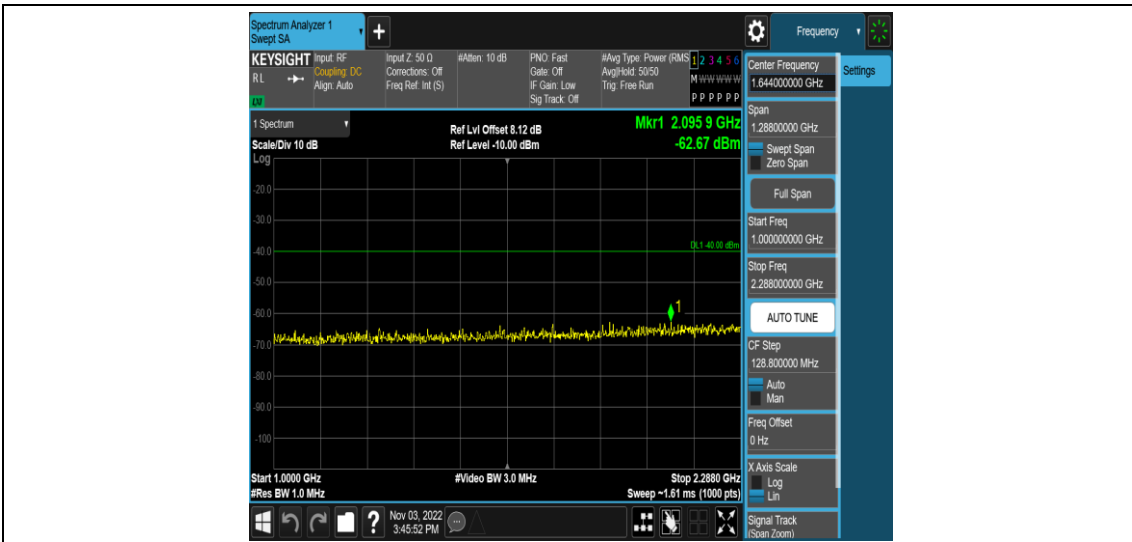 Spectrum Analyzer 1
Swept SA
+
Frequency
KEYSIGHT
RL
LXI
Input: RF
Coupling: DC
Align: Auto
Input Z: 50 Ω
Corrections: Off
Freq Ref: Int (S)
#Atten: 10 dB
PNO: Fast
Gate: Off
IF Gain: Low
Sig Track: Off
#Avg Type: Power (RMS
Avg|Hold: 50/50
Trig: Free Run
1 2 3 4 5 6
M W W W W W
P P P P P P
1 Spectrum
Scale/Div 10 dB
Log
Ref Lvl Offset 8.12 dB
Ref Level -10.00 dBm
Mkr1 2.095 9 GHz
-62.67 dBm
-20.0
-30.0
-40.0
DL1 -40.00 dBm
-50.0
-60.0
1
-70.0
-80.0
-90.0
-100
Start 1.0000 GHz
#Res BW 1.0 MHz
#Video BW 3.0 MHz
Stop 2.2880 GHz
Sweep ~1.61 ms (1000 pts)
?
Nov 03, 2022
3:45:52 PM
Center Frequency
1.644000000 GHz
Settings
Span
1.28800000 GHz
Swept Span
Zero Span
Full Span
Start Freq
1.000000000 GHz
Stop Freq
2.288000000 GHz
AUTO TUNE
CF Step
128.800000 MHz
Auto
Man
Freq Offset
0 Hz
X Axis Scale
Log
Lin
Signal Track
(Span Zoom)